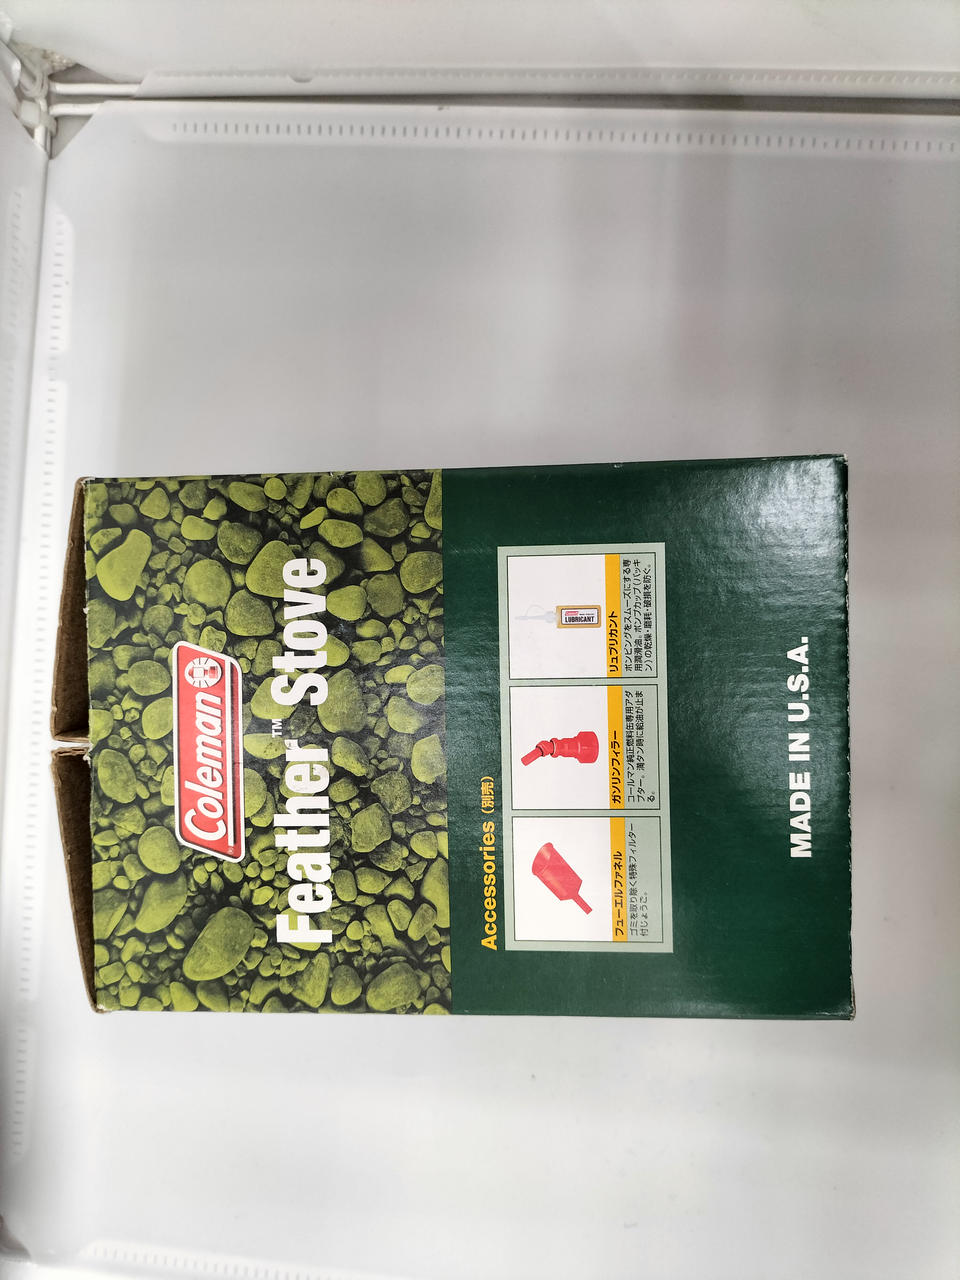 Coleman
Feather™ Stove
Accessories（別売）
フューエルファネル
ゴミを取り除く特殊フィルター
付じょうご。
ガソリンフィラー
コールマン純正燃料缶専用アダ
プター。満タン時に給油が止ま
る。
LUBRICANT
リュブリカント
ポンピングをスムーズにする専
用潤滑油。ポンプカップ（パッキ
ン）の乾燥・磨耗・破損を防ぐ。
MADE IN U.S.A.